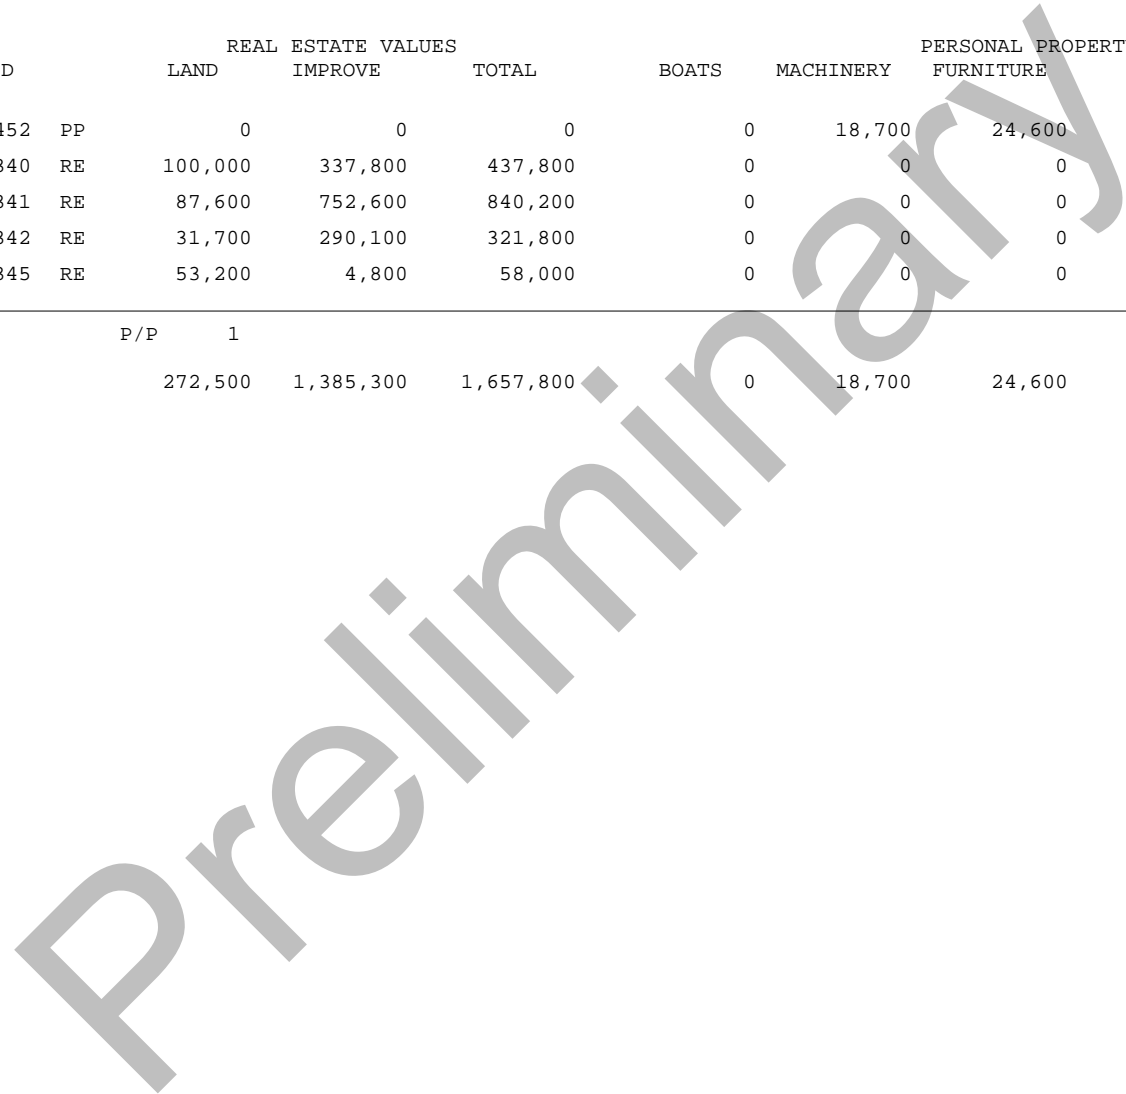 REAL ESTATE VALUES PERSONAL PROPERT
D LAND IMPROVE TOTAL BOATS MACHINERY FURNITURE
452 PP 0 0 0 0 18,700 24,600
340 RE 100,000 337,800 437,800 0 0 0
341 RE 87,600 752,600 840,200 0 0 0
342 RE 31,700 290,100 321,800 0 0 0
345 RE 53,200 4,800 58,000 0 0 0
P/P 1
272,500 1,385,300 1,657,800 0 18,700 24,600
Preliminary